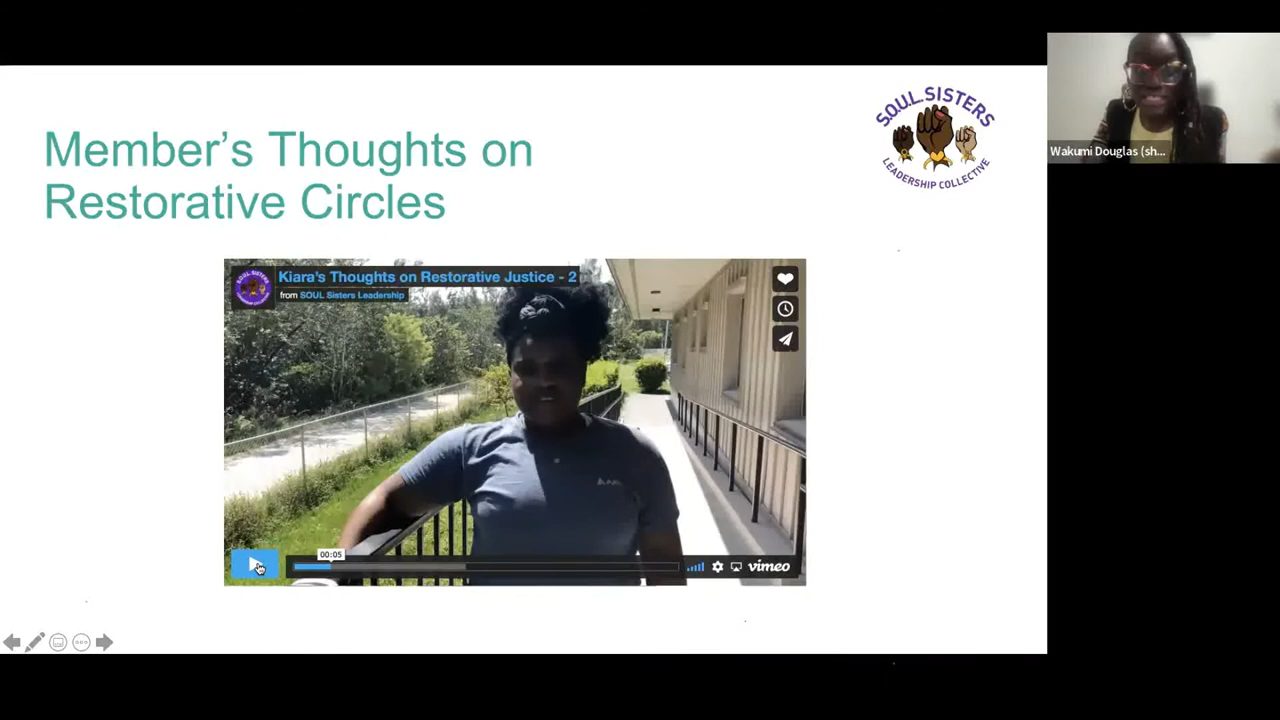 Member's Thoughts on
Restorative Circles
S.O.U.L. SISTERS
LEADERSHIP COLLECTIVE
Wakumi Douglas (sh...
Kiara's Thoughts on Restorative Justice - 2
from SOUL Sisters Leadership
00:05
vimeo